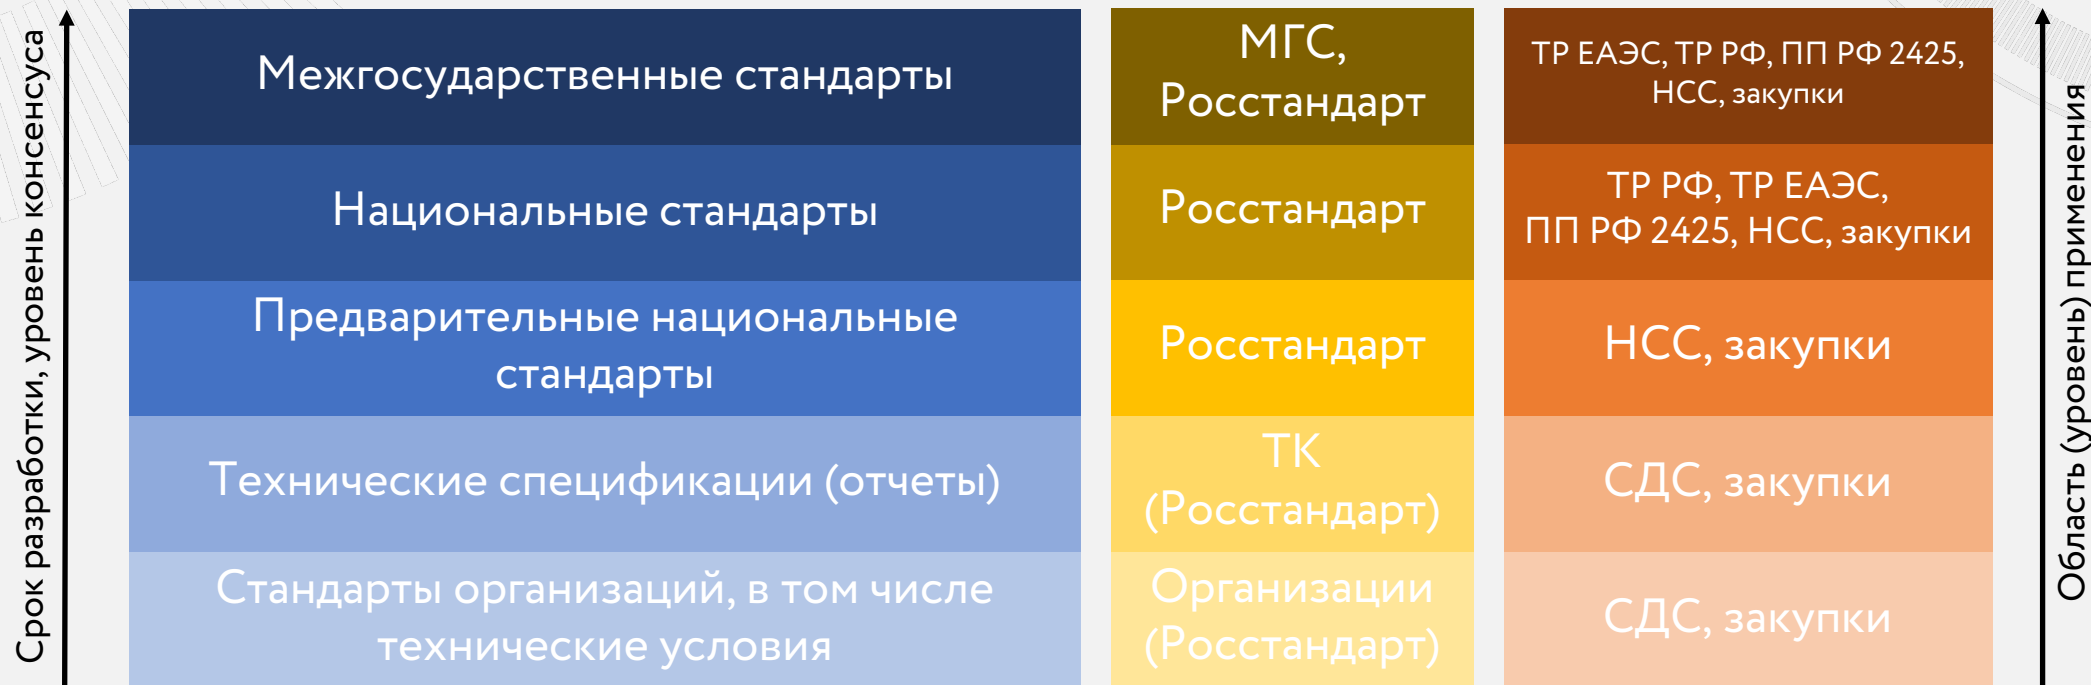 Срок разработки, уровень консенсуса
Межгосударственные стандарты
МГС,
Росстандарт
ТР ЕАЭС, ТР РФ, ПП РФ 2425,
НСС, закупки
Национальные стандарты
Росстандарт
ТР РФ, ТР ЕАЭС,
ПП РФ 2425, НСС, закупки
Предварительные национальные
стандарты
Росстандарт
НСС, закупки
Технические спецификации (отчеты)
ТК
(Росстандарт)
СДС, закупки
Стандарты организаций, в том числе
технические условия
Организации
(Росстандарт)
СДС, закупки
Область (уровень) применения